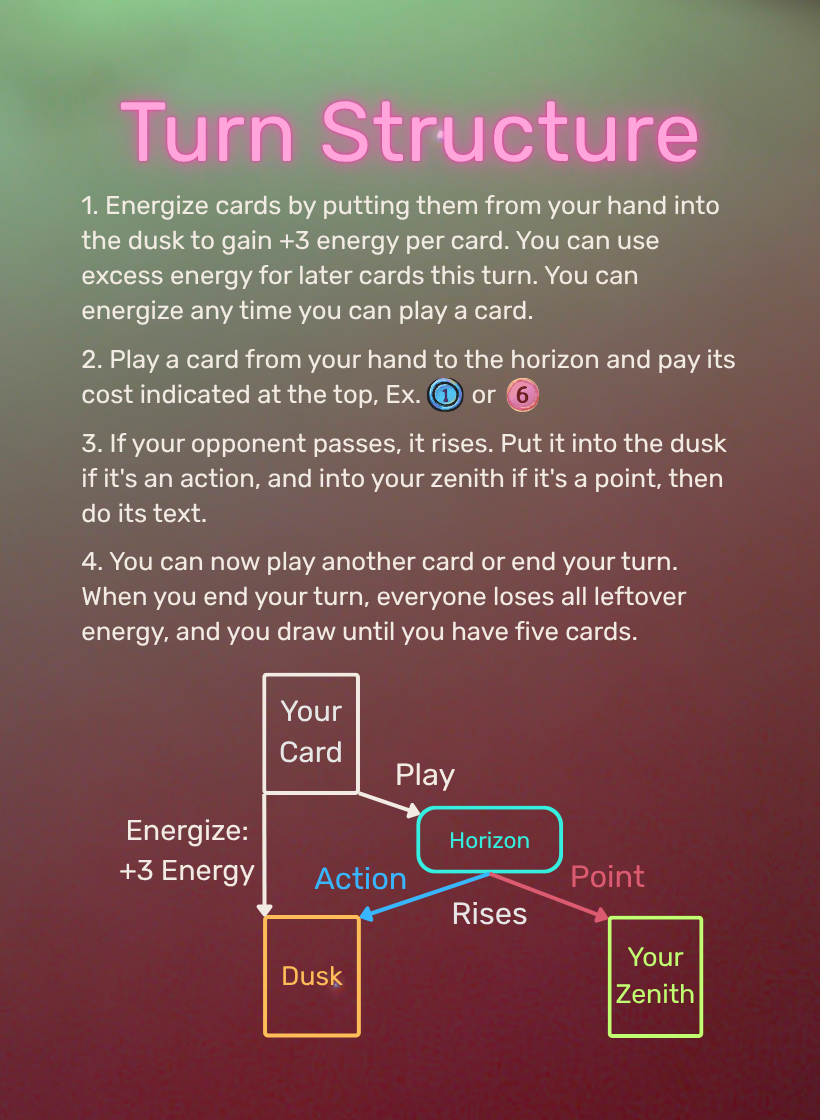 Turn Structure
1. Energize cards by putting them from your hand into
the dusk to gain +3 energy per card. You can use
excess energy for later cards this turn. You can
energize any time you can play a card.
2. Play a card from your hand to the horizon and pay its
cost indicated at the top, Ex. 1 or 6
3. If your opponent passes, it rises. Put it into the dusk
if it's an action, and into your zenith if it's a point, then
do its text.
4. You can now play another card or end your turn.
When you end your turn, everyone loses all leftover
energy, and you draw until you have five cards.
Your
Card
Play
Energize:
+3 Energy
Horizon
Action
Point
Rises
Dusk
Your
Zenith